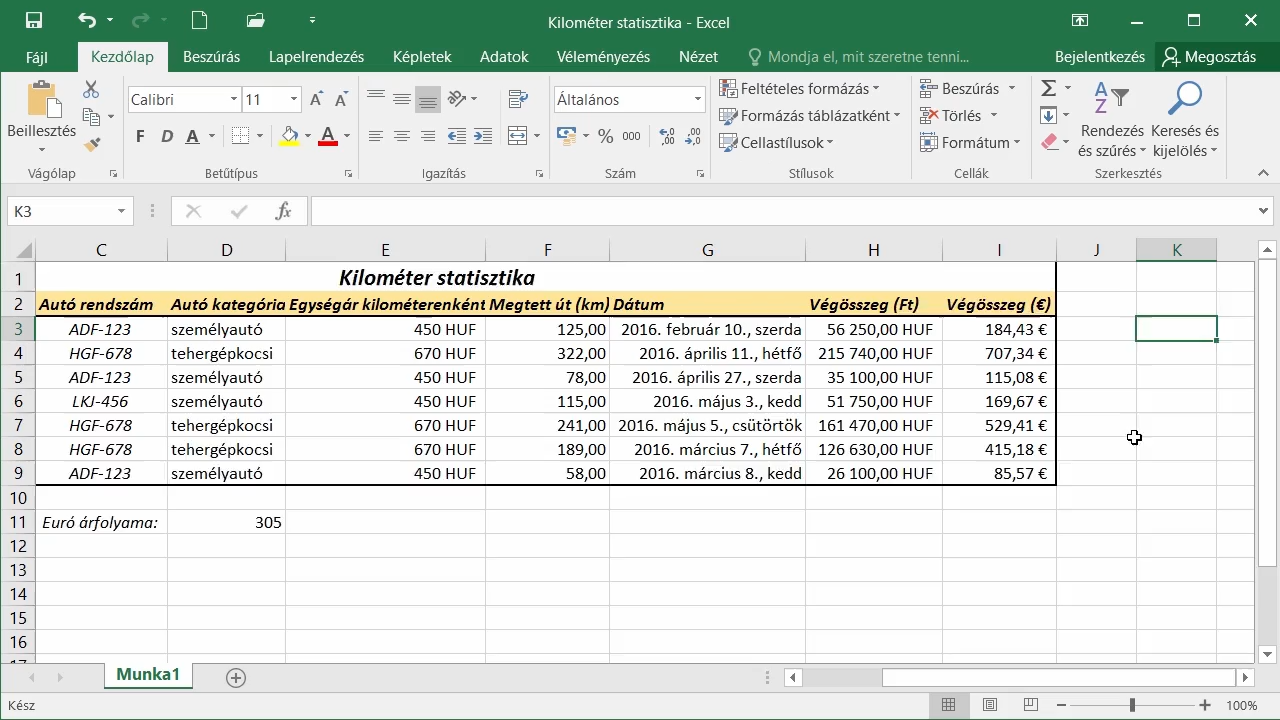 Kilométer statisztika - Excel
Fájl Kezdőlap Beszúrás Lapelrendezés Képletek Adatok Véleményezés Nézet Mondja el, mit szeretne tenni... Bejelentkezés Megosztás
Beillesztés
Vágólap
Calibri 11
F D A A
Betűtípus
Igazítás
Általános
% 000
Szám
Feltételes formázás
Formázás táblázatként
Cellastílusok
Stílusok
Beszúrás
Törlés
Formátum
Cellák
Rendezés és szűrés
Keresés és kijelölés
Szerkesztés
K3 fx
C D E F G H I J K
1 Kilométer statisztika
2 Autó rendszám Autó kategória Egységár kilométerenként Megtett út (km) Dátum Végösszeg (Ft) Végösszeg (€)
3 ADF-123 személyautó 450 HUF 125,00 2016. február 10., szerda 56 250,00 HUF 184,43 €
4 HGF-678 tehergépkocsi 670 HUF 322,00 2016. április 11., hétfő 215 740,00 HUF 707,34 €
5 ADF-123 személyautó 450 HUF 78,00 2016. április 27., szerda 35 100,00 HUF 115,08 €
6 LKJ-456 személyautó 450 HUF 115,00 2016. május 3., kedd 51 750,00 HUF 169,67 €
7 HGF-678 tehergépkocsi 670 HUF 241,00 2016. május 5., csütörtök 161 470,00 HUF 529,41 €
8 HGF-678 tehergépkocsi 670 HUF 189,00 2016. március 7., hétfő 126 630,00 HUF 415,18 €
9 ADF-123 személyautó 450 HUF 58,00 2016. március 8., kedd 26 100,00 HUF 85,57 €
10
11 Euró árfolyama: 305
12
13
14
15
16
Munka1
Kész 100%